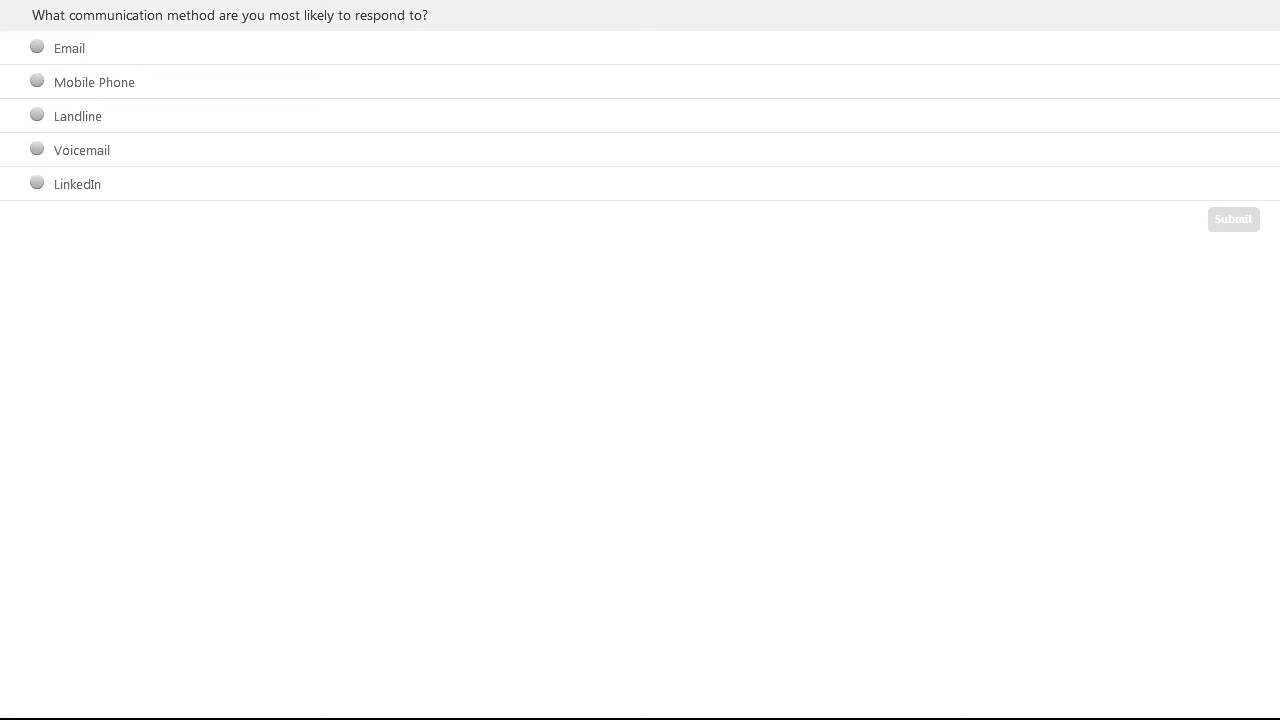 What communication method are you most likely to respond to?
Email
Mobile Phone
Landline
Voicemail
LinkedIn
Submit